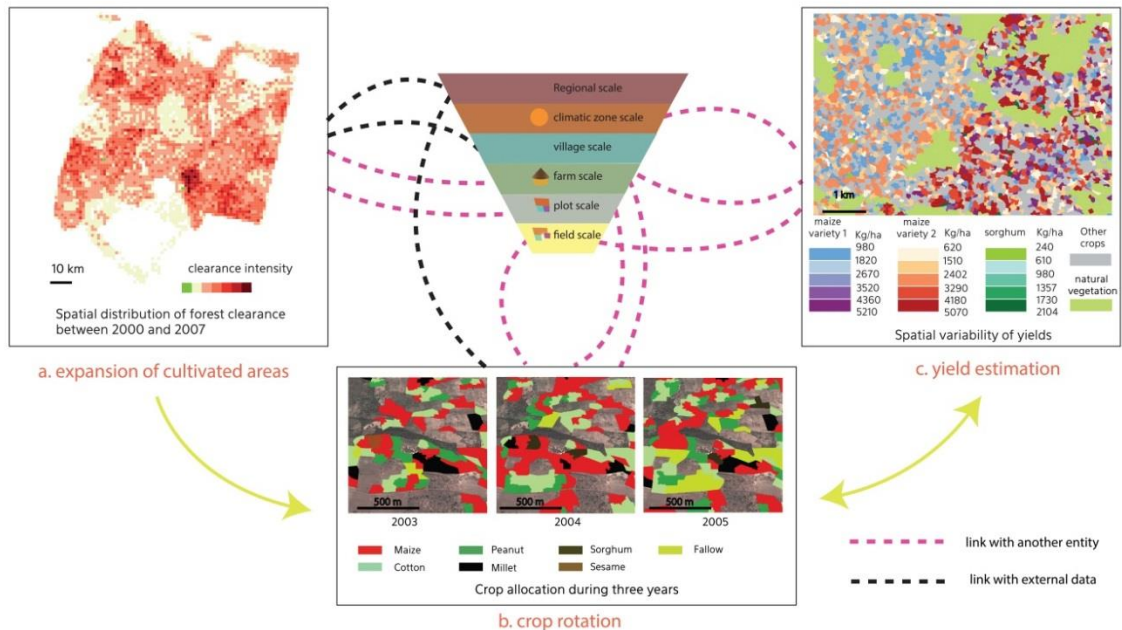 10 km
clearance intensity
Spatial distribution of forest clearance
between 2000 and 2007
a. expansion of cultivated areas
Regional scale
climatic zone scale
village scale
farm scale
plot scale
field scale
1 km
maize
variety 1
Kg/ha
980
1820
2670
3520
4360
5210
maize
variety 2
Kg/ha
620
1510
2402
3290
4180
5070
sorghum
Kg/ha
240
610
980
1357
1730
2104
Other
crops
natural
vegetation
Spatial variability of yields
c. yield estimation
500 m
500 m
500 m
2003
2004
2005
Maize
Peanut
Sorghum
Fallow
Cotton
Millet
Sesame
Crop allocation during three years
b. crop rotation
link with another entity
link with external data